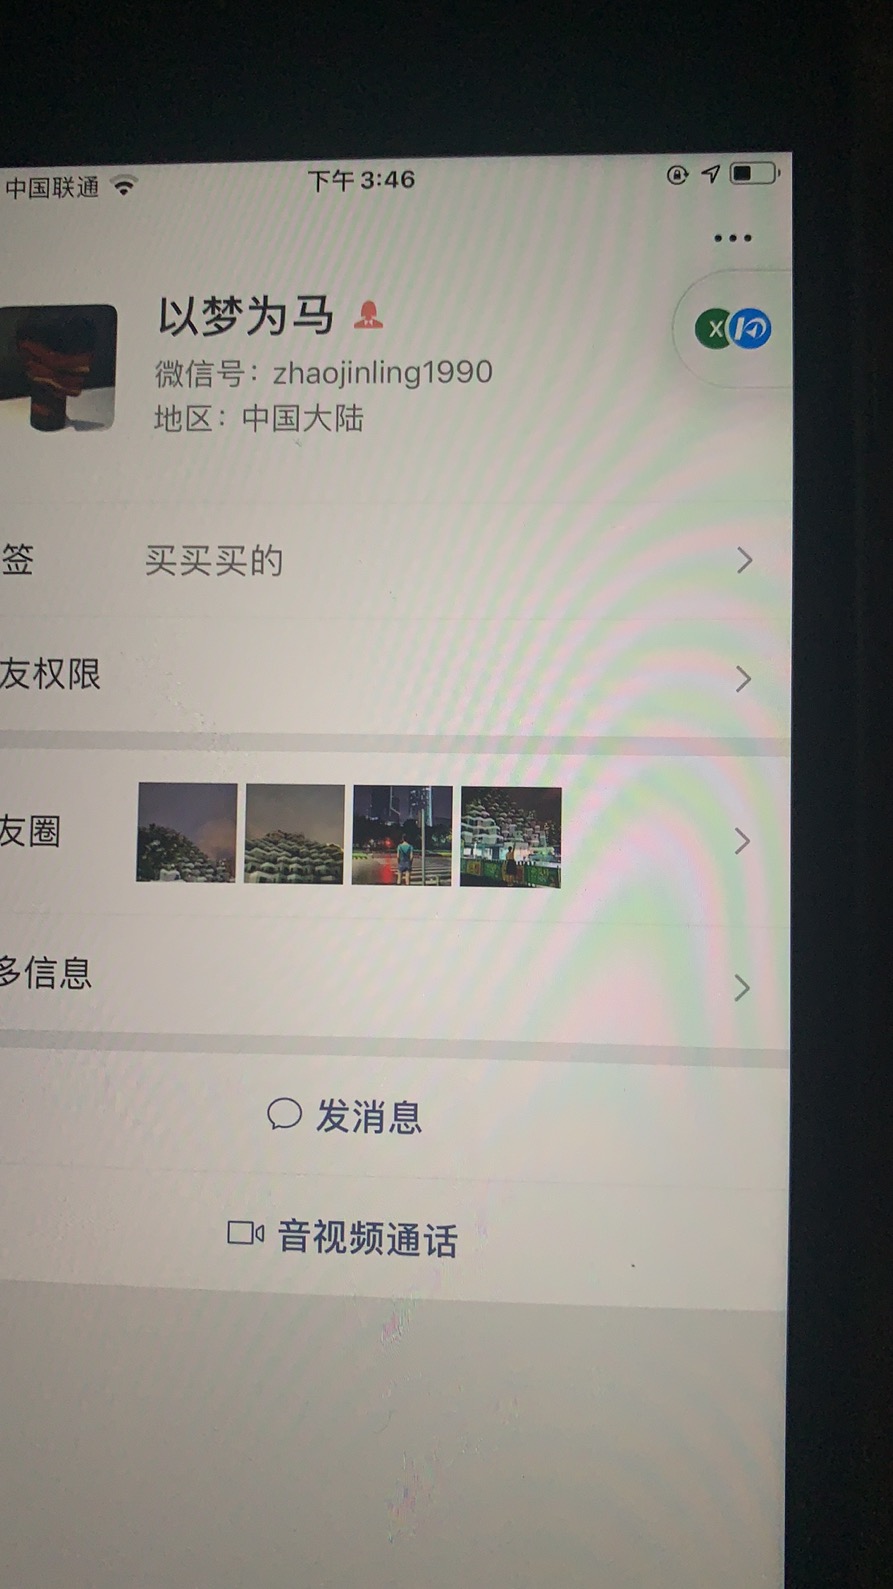 中国联通
下午3:46
以梦为马
微信号：zhaojinling1990
地区：中国大陆
签 买买买的
友权限
友圈
多信息
发消息
音视频通话